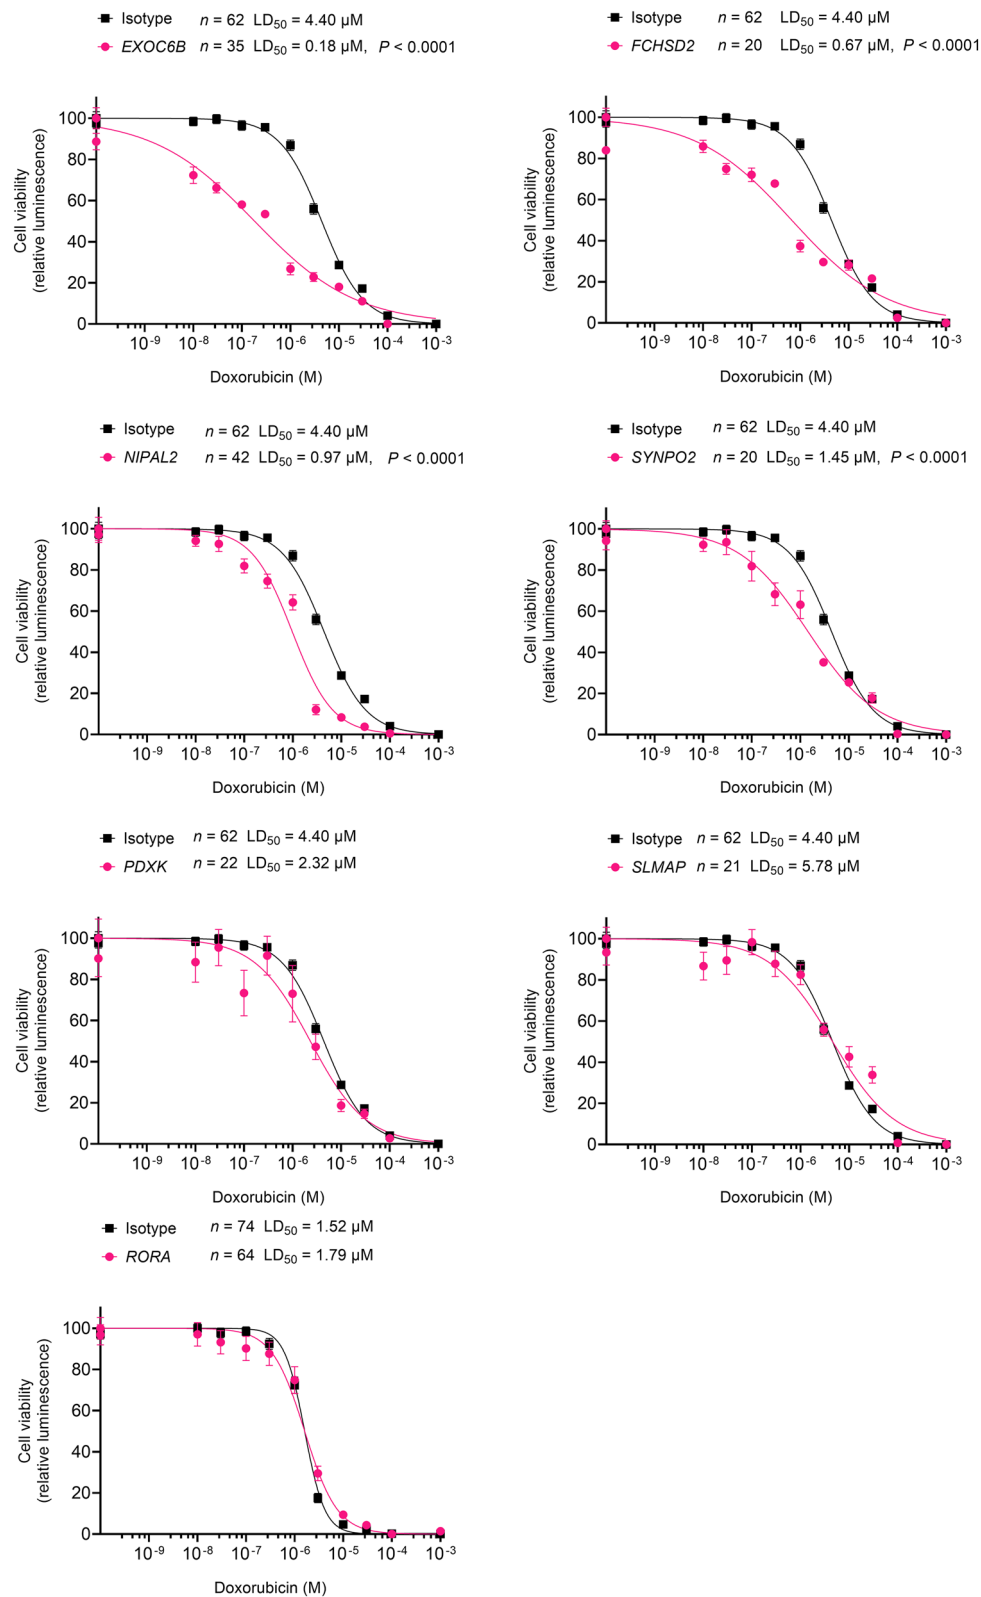 Isotype n = 62 LD50 = 4.40 µM
EXOC6B n = 35 LD50 = 0.18 µM, P < 0.0001
100
80
60
40
20
0
Cell viability
(relative luminescence)
10-9 10-8 10-7 10-6 10-5 10-4 10-3
Doxorubicin (M)
Isotype n = 62 LD50 = 4.40 µM
FCHSD2 n = 20 LD50 = 0.67 µM, P < 0.0001
100
80
60
40
20
0
Cell viability
(relative luminescence)
10-9 10-8 10-7 10-6 10-5 10-4 10-3
Doxorubicin (M)
Isotype n = 62 LD50 = 4.40 µM
NIPAL2 n = 42 LD50 = 0.97 µM, P < 0.0001
100
80
60
40
20
0
Cell viability
(relative luminescence)
10-9 10-8 10-7 10-6 10-5 10-4 10-3
Doxorubicin (M)
Isotype n = 62 LD50 = 4.40 µM
SYNPO2 n = 20 LD50 = 1.45 µM, P < 0.0001
100
80
60
40
20
0
Cell viability
(relative luminescence)
10-9 10-8 10-7 10-6 10-5 10-4 10-3
Doxorubicin (M)
Isotype n = 62 LD50 = 4.40 µM
PDXK n = 22 LD50 = 2.32 µM
100
80
60
40
20
0
Cell viability
(relative luminescence)
10-9 10-8 10-7 10-6 10-5 10-4 10-3
Doxorubicin (M)
Isotype n = 62 LD50 = 4.40 µM
SLMAP n = 21 LD50 = 5.78 µM
100
80
60
40
20
0
Cell viability
(relative luminescence)
10-9 10-8 10-7 10-6 10-5 10-4 10-3
Doxorubicin (M)
Isotype n = 74 LD50 = 1.52 µM
RORA n = 64 LD50 = 1.79 µM
100
80
60
40
20
0
Cell viability
(relative luminescence)
10-9 10-8 10-7 10-6 10-5 10-4 10-3
Doxorubicin (M)